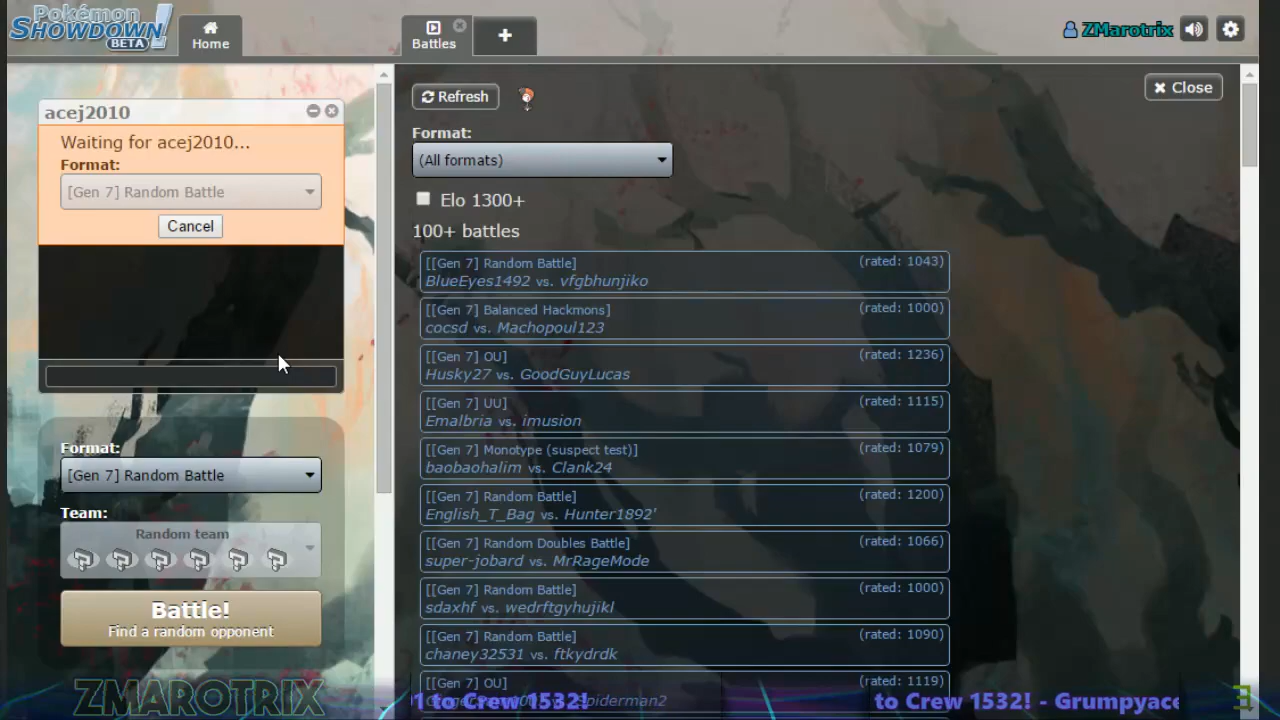 Pokémon
SHOWDOWN!
BETA
Home
Battles
ZMarotrix
acej2010
Waiting for acej2010...
Format:
[Gen 7] Random Battle
Cancel
Format:
[Gen 7] Random Battle
Team:
Random team
Battle!
Find a random opponent
ZMAROTRIX
Refresh
Close
Format:
(All formats)
Elo 1300+
100+ battles
[[Gen 7] Random Battle] (rated: 1043)
BlueEyes1492 vs. vfgbhunjiko
[[Gen 7] Balanced Hackmons] (rated: 1000)
cocsd vs. Machopoul123
[[Gen 7] OU] (rated: 1236)
Husky27 vs. GoodGuyLucas
[[Gen 7] UU] (rated: 1115)
Emalbria vs. imusion
[[Gen 7] Monotype (suspect test)] (rated: 1079)
baobaohalim vs. Clank24
[[Gen 7] Random Battle] (rated: 1200)
English_T_Bag vs. Hunter1892'
[[Gen 7] Random Doubles Battle] (rated: 1066)
super-jobard vs. MrRageMode
[[Gen 7] Random Battle] (rated: 1000)
sdaxhf vs. wedrftgyhujikl
[[Gen 7] Random Battle] (rated: 1090)
chaney32531 vs. ftkydrdk
[[Gen 7] OU] (rated: 1119)
1 to Crew 1532! to Crew 1532! - Grumpyace